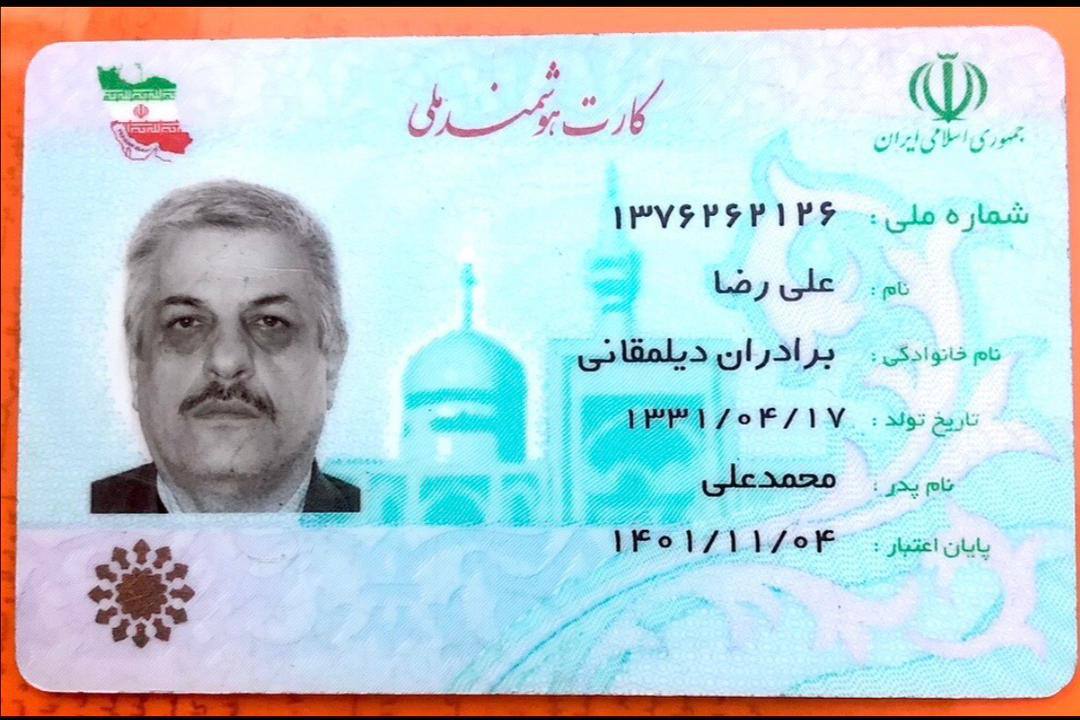 کارت هوشمند ملی
جمهوری اسلامی ایران
شماره ملی : ۱۳۷۶۲۶۲۱۲۶
نام : علی رضا
نام خانوادگی : برادران دیلمقانی
تاریخ تولد : ۱۳۳۱/۰۴/۱۷
نام پدر : محمدعلی
پایان اعتبار : ۱۴۰۱/۱۱/۰۴